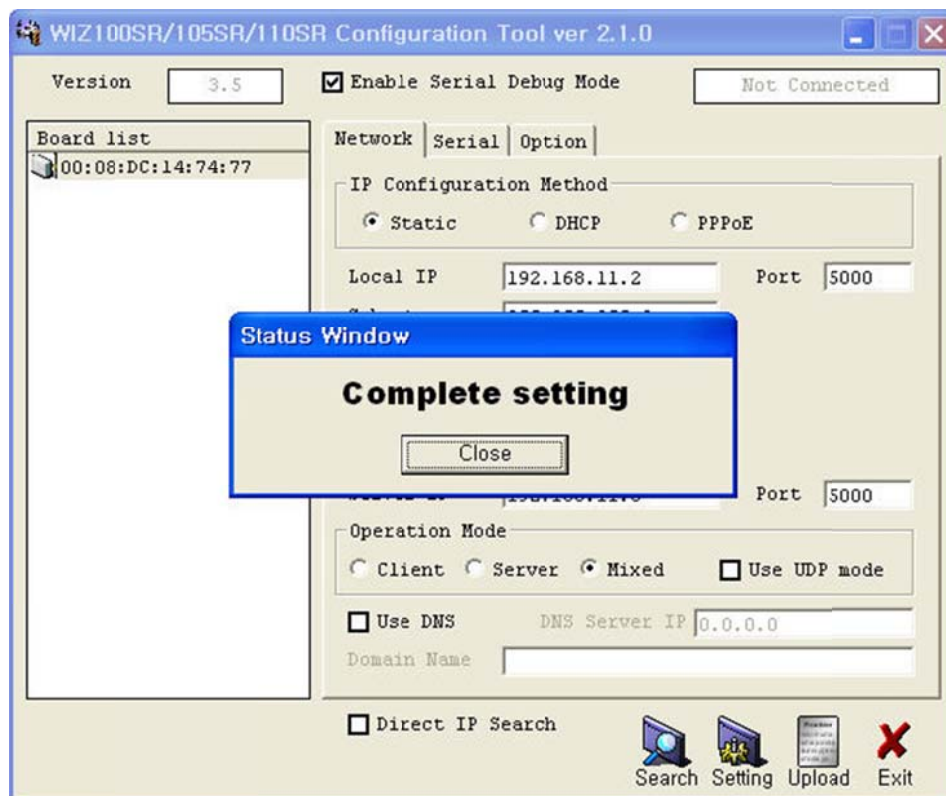 WIZ100SR/105SR/110SR Configuration Tool ver 2.1.0
Version 3.5 Enable Serial Debug Mode Not Connected
Board list
00:08:DC:14:74:77
Network Serial Option
IP Configuration Method
Static DHCP PPPoE
Local IP 192.168.11.2 Port 5000
Status Window
Complete setting
Close
Port 5000
Operation Mode
Client Server Mixed Use UDP mode
Use DNS DNS Server IP 0.0.0.0
Domain Name
Direct IP Search
Search Setting Upload Exit